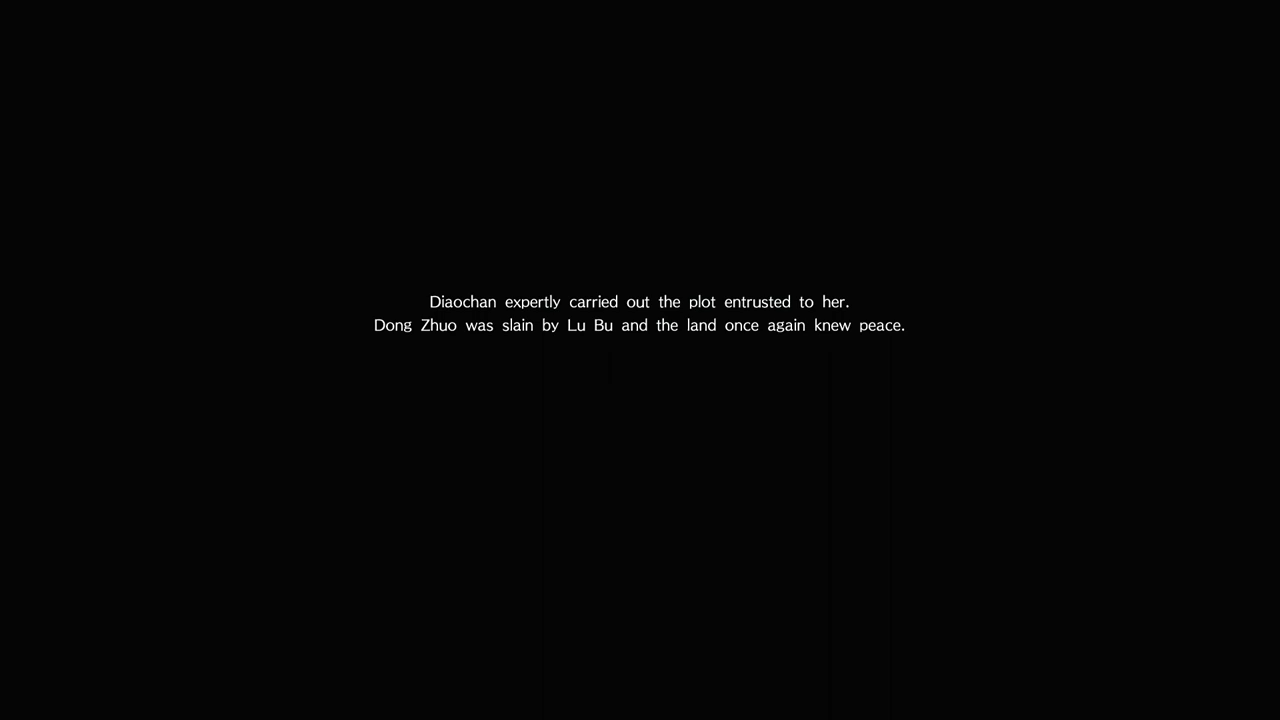 Diaochan expertly carried out the plot entrusted to her.
Dong Zhuo was slain by Lu Bu and the land once again knew peace.